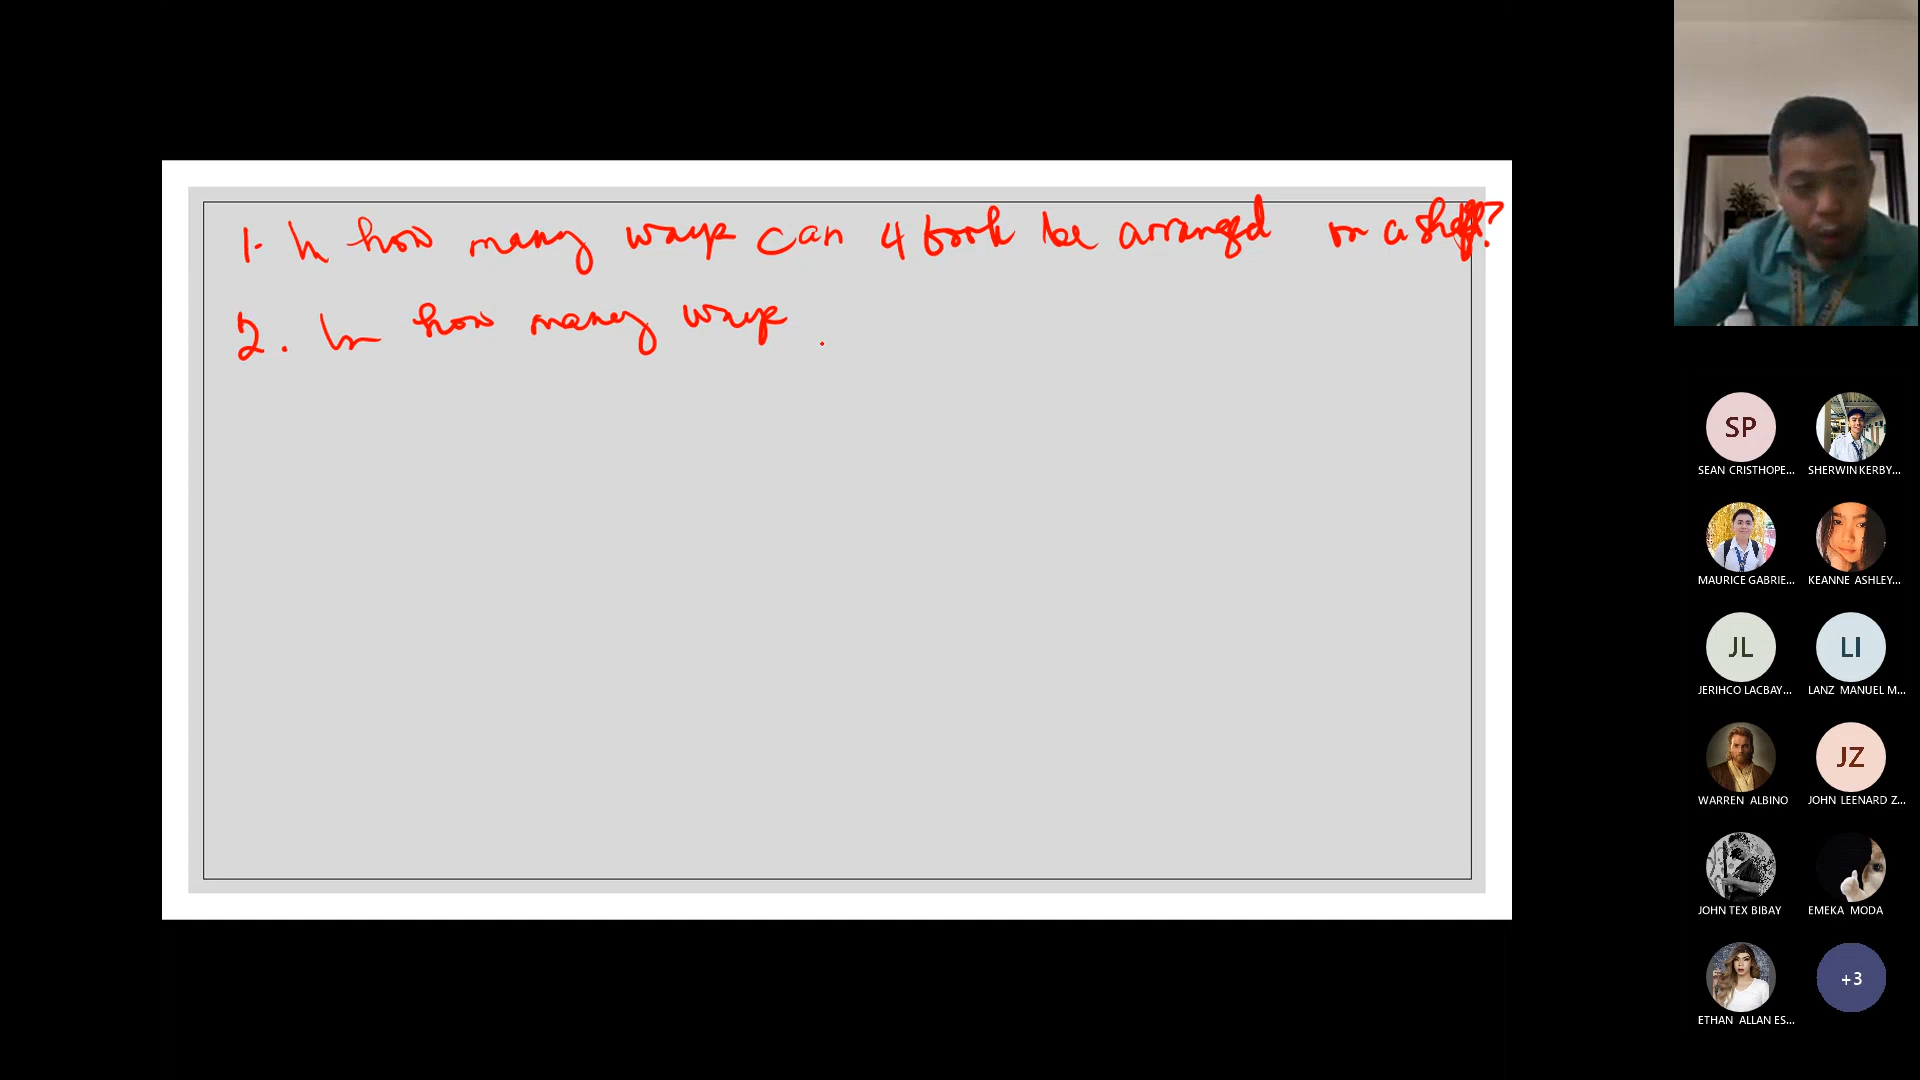 1. In how many ways can 4 book be arranged on a shelf?
2. In how many ways
SP
SEAN CRISTHOPE...
SHERWIN KERBY...
MAURICE GABRIE...
KEANNE ASHLEY...
JL
LI
JERIHCO LACBAY...
LANZ MANUEL M...
JZ
WARREN ALBINO
JOHN LEENARD Z...
JOHN TEX BIBAY
EMEKA MODA
+3
ETHAN ALLAN ES...